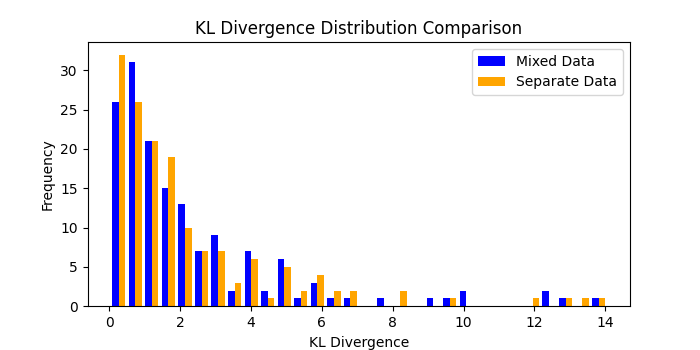 KL Divergence Distribution Comparison
Mixed Data
Separate Data
Frequency
30
25
20
15
10
5
0
0 2 4 6 8 10 12 14
KL Divergence